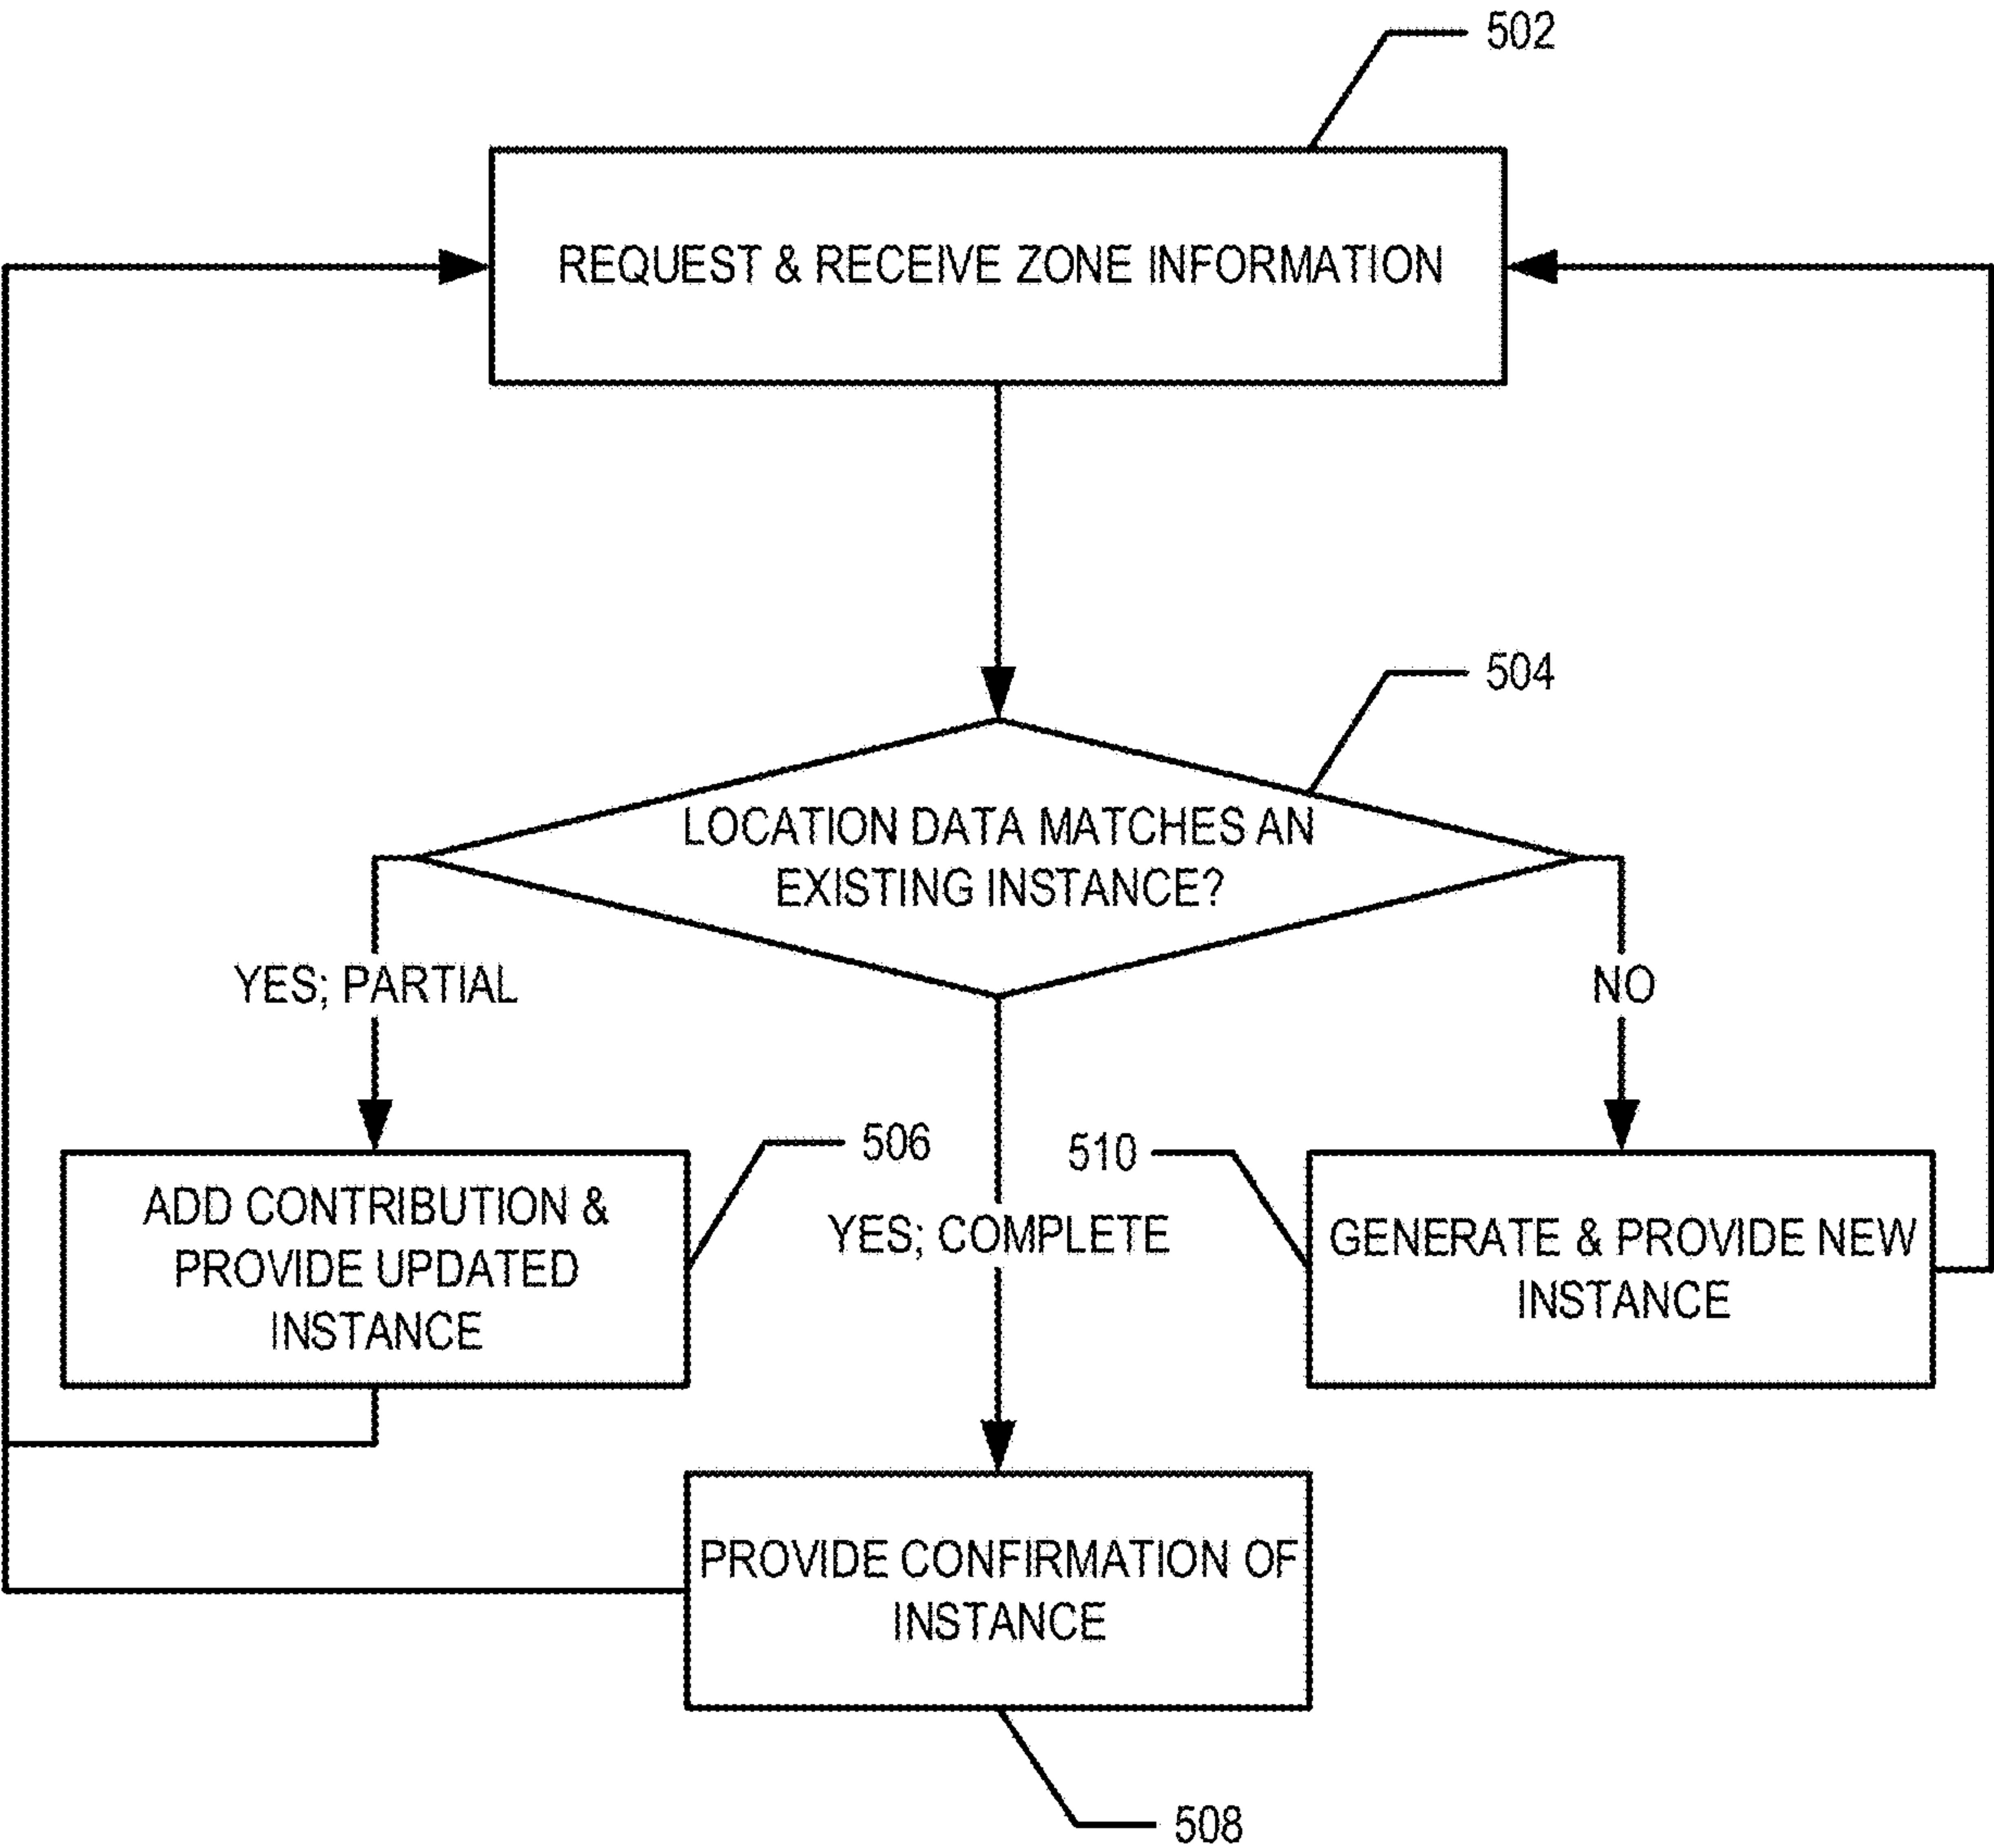 502
REQUEST & RECEIVE ZONE INFORMATION
504
LOCATION DATA MATCHES AN
EXISTING INSTANCE?
YES; PARTIAL
NO
506
510
ADD CONTRIBUTION &
PROVIDE UPDATED
INSTANCE
YES; COMPLETE
GENERATE & PROVIDE NEW
INSTANCE
PROVIDE CONFIRMATION OF
INSTANCE
508